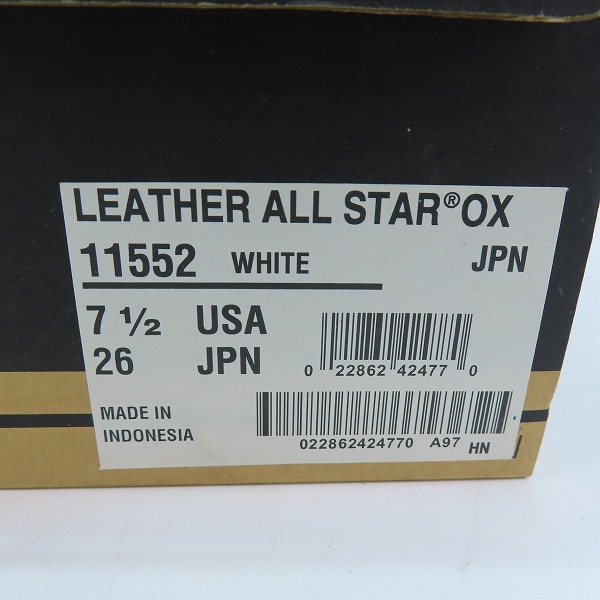 LEATHER ALL STAR®OX
11552 WHITE JPN
7 ½ USA
26 JPN
0 22862 42477 0
MADE IN
INDONESIA
022862424770 A97 HN